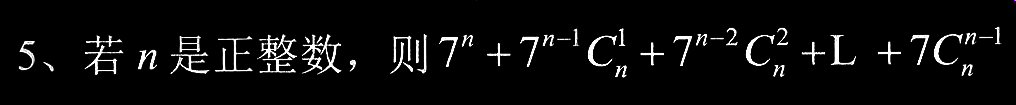 5、若 n 是正整数，则 7^n + 7^{n-1} C_n^1 + 7^{n-2} C_n^2 + L + 7C_n^{n-1}